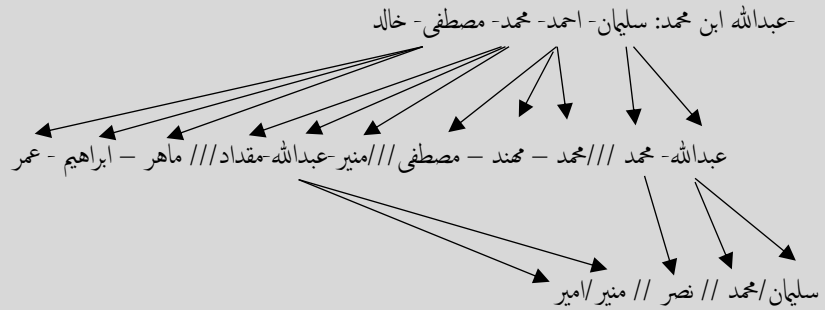 -عبدالله ابن محمد: سليمان- احمد- محمد- مصطفى- خالد
عبدالله- محمد ///محمد – مهند – مصطفى///منير-عبدالله-مقداد/// ماهر – ابراهيم - عمر
سليمان/محمد // نصر // منير/امير